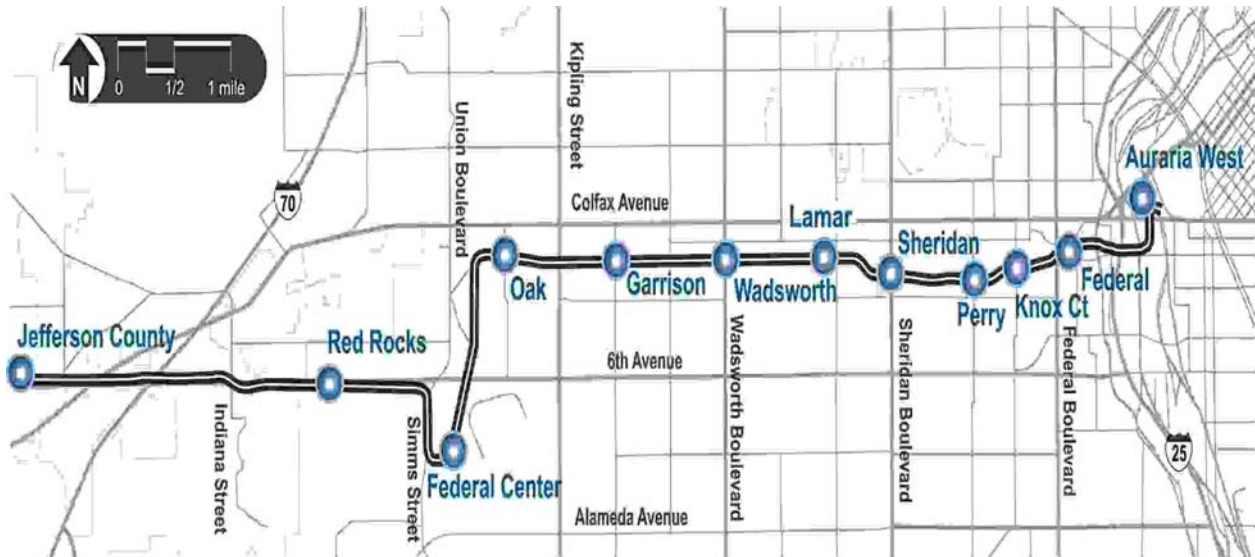 N
0 1/2 1 mile
70
Union Boulevard
Kipling Street
Colfax Avenue
Auraria West
Lamar
Sheridan
Oak
Garrison
Wadsworth
Perry
Knox Ct
Federal
Jefferson County
Red Rocks
6th Avenue
Indiana Street
Simms Street
Federal Center
Wadsworth Boulevard
Sheridan Boulevard
Federal Boulevard
25
Alameda Avenue